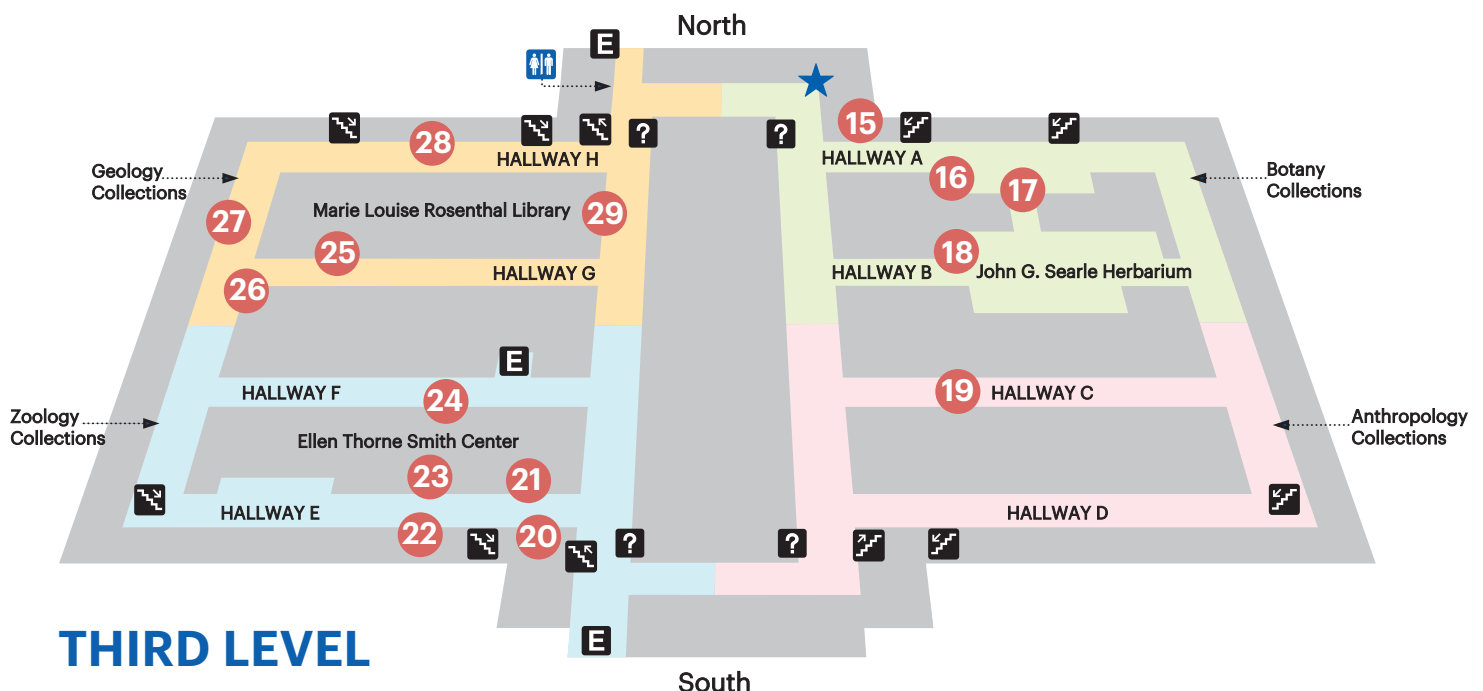 North
E
?
?
15
28
HALLWAY H
HALLWAY A
Geology
Collections
16
17
Botany
Collections
Marie Louise Rosenthal Library
29
27
25
18
HALLWAY G
HALLWAY B
John G. Searle Herbarium
26
E
HALLWAY F
24
19
HALLWAY C
Zoology
Collections
Anthropology
Collections
Ellen Thorne Smith Center
23
21
HALLWAY E
HALLWAY D
22
20
?
?
E
THIRD LEVEL
South